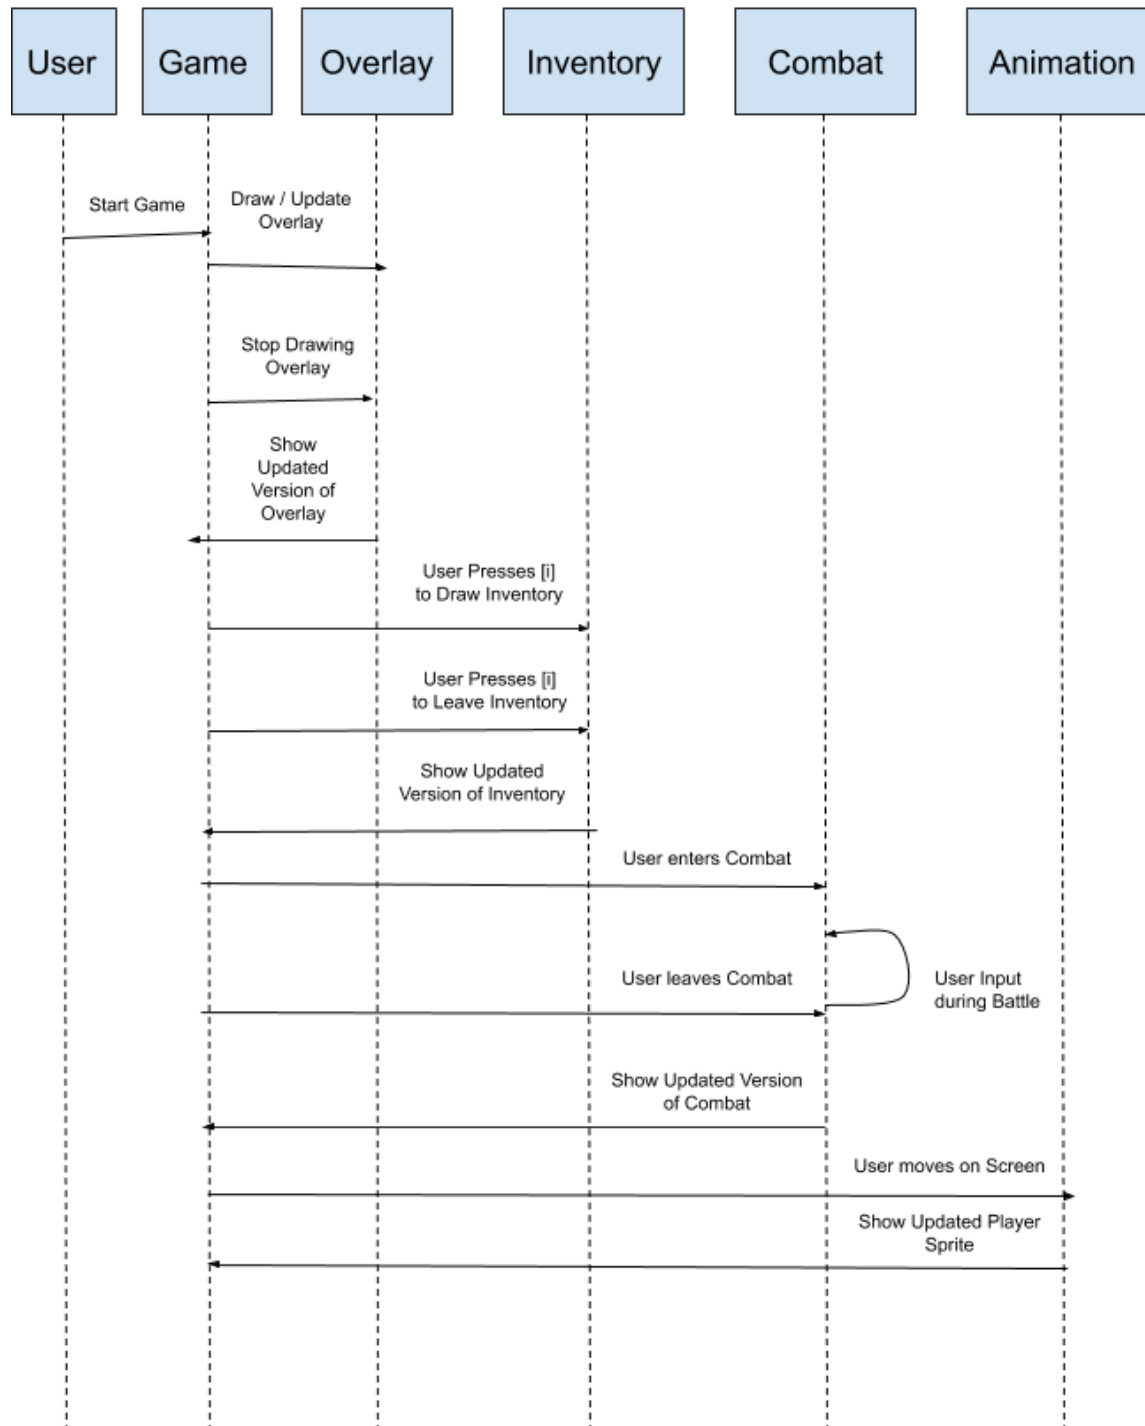 User
Game
Overlay
Inventory
Combat
Animation
Start Game
Draw / Update
Overlay
Stop Drawing
Overlay
Show
Updated
Version of
Overlay
User Presses [i]
to Draw Inventory
User Presses [i]
to Leave Inventory
Show Updated
Version of Inventory
User enters Combat
User leaves Combat
User Input
during Battle
Show Updated Version
of Combat
User moves on Screen
Show Updated Player
Sprite